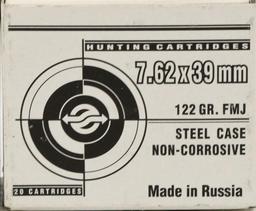 HUNTING CARTRIDGES
7.62x39mm
122 GR. FMJ
STEEL CASE
NON-CORROSIVE
20 CARTRIDGES
Made in Russia